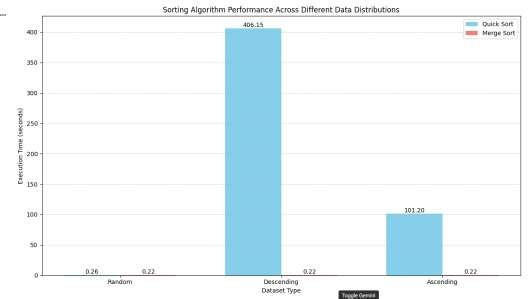 Sorting Algorithm Performance Across Different Data Distributions
Quick Sort
Merge Sort
Execution Time (seconds)
400
350
300
250
200
150
100
50
0
0.26
0.22
406.15
0.22
101.20
0.22
Random
Descending
Ascending
Dataset Type
Toggle Gemini